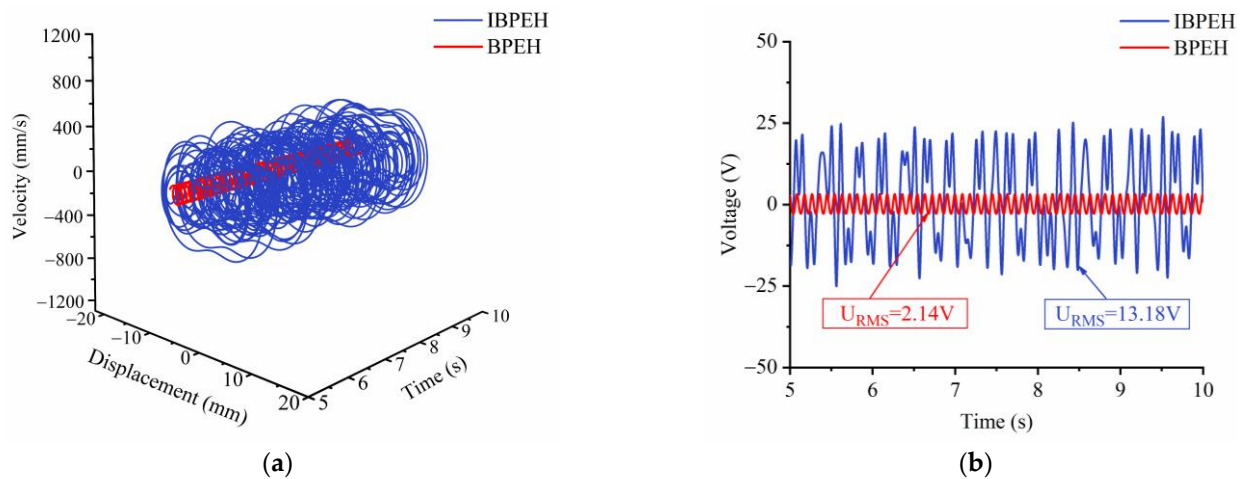 IBPEH
BPEH
1200
800
400
0
−400
−800
−1200
Velocity (mm/s)
−20
−10
0
10
20
Displacement (mm)
5
6
7
8
9
10
Time (s)
(a)
IBPEH
BPEH
50
25
0
−25
−50
Voltage (V)
URMS=2.14V
URMS=13.18V
5
6
7
8
9
10
Time (s)
(b)